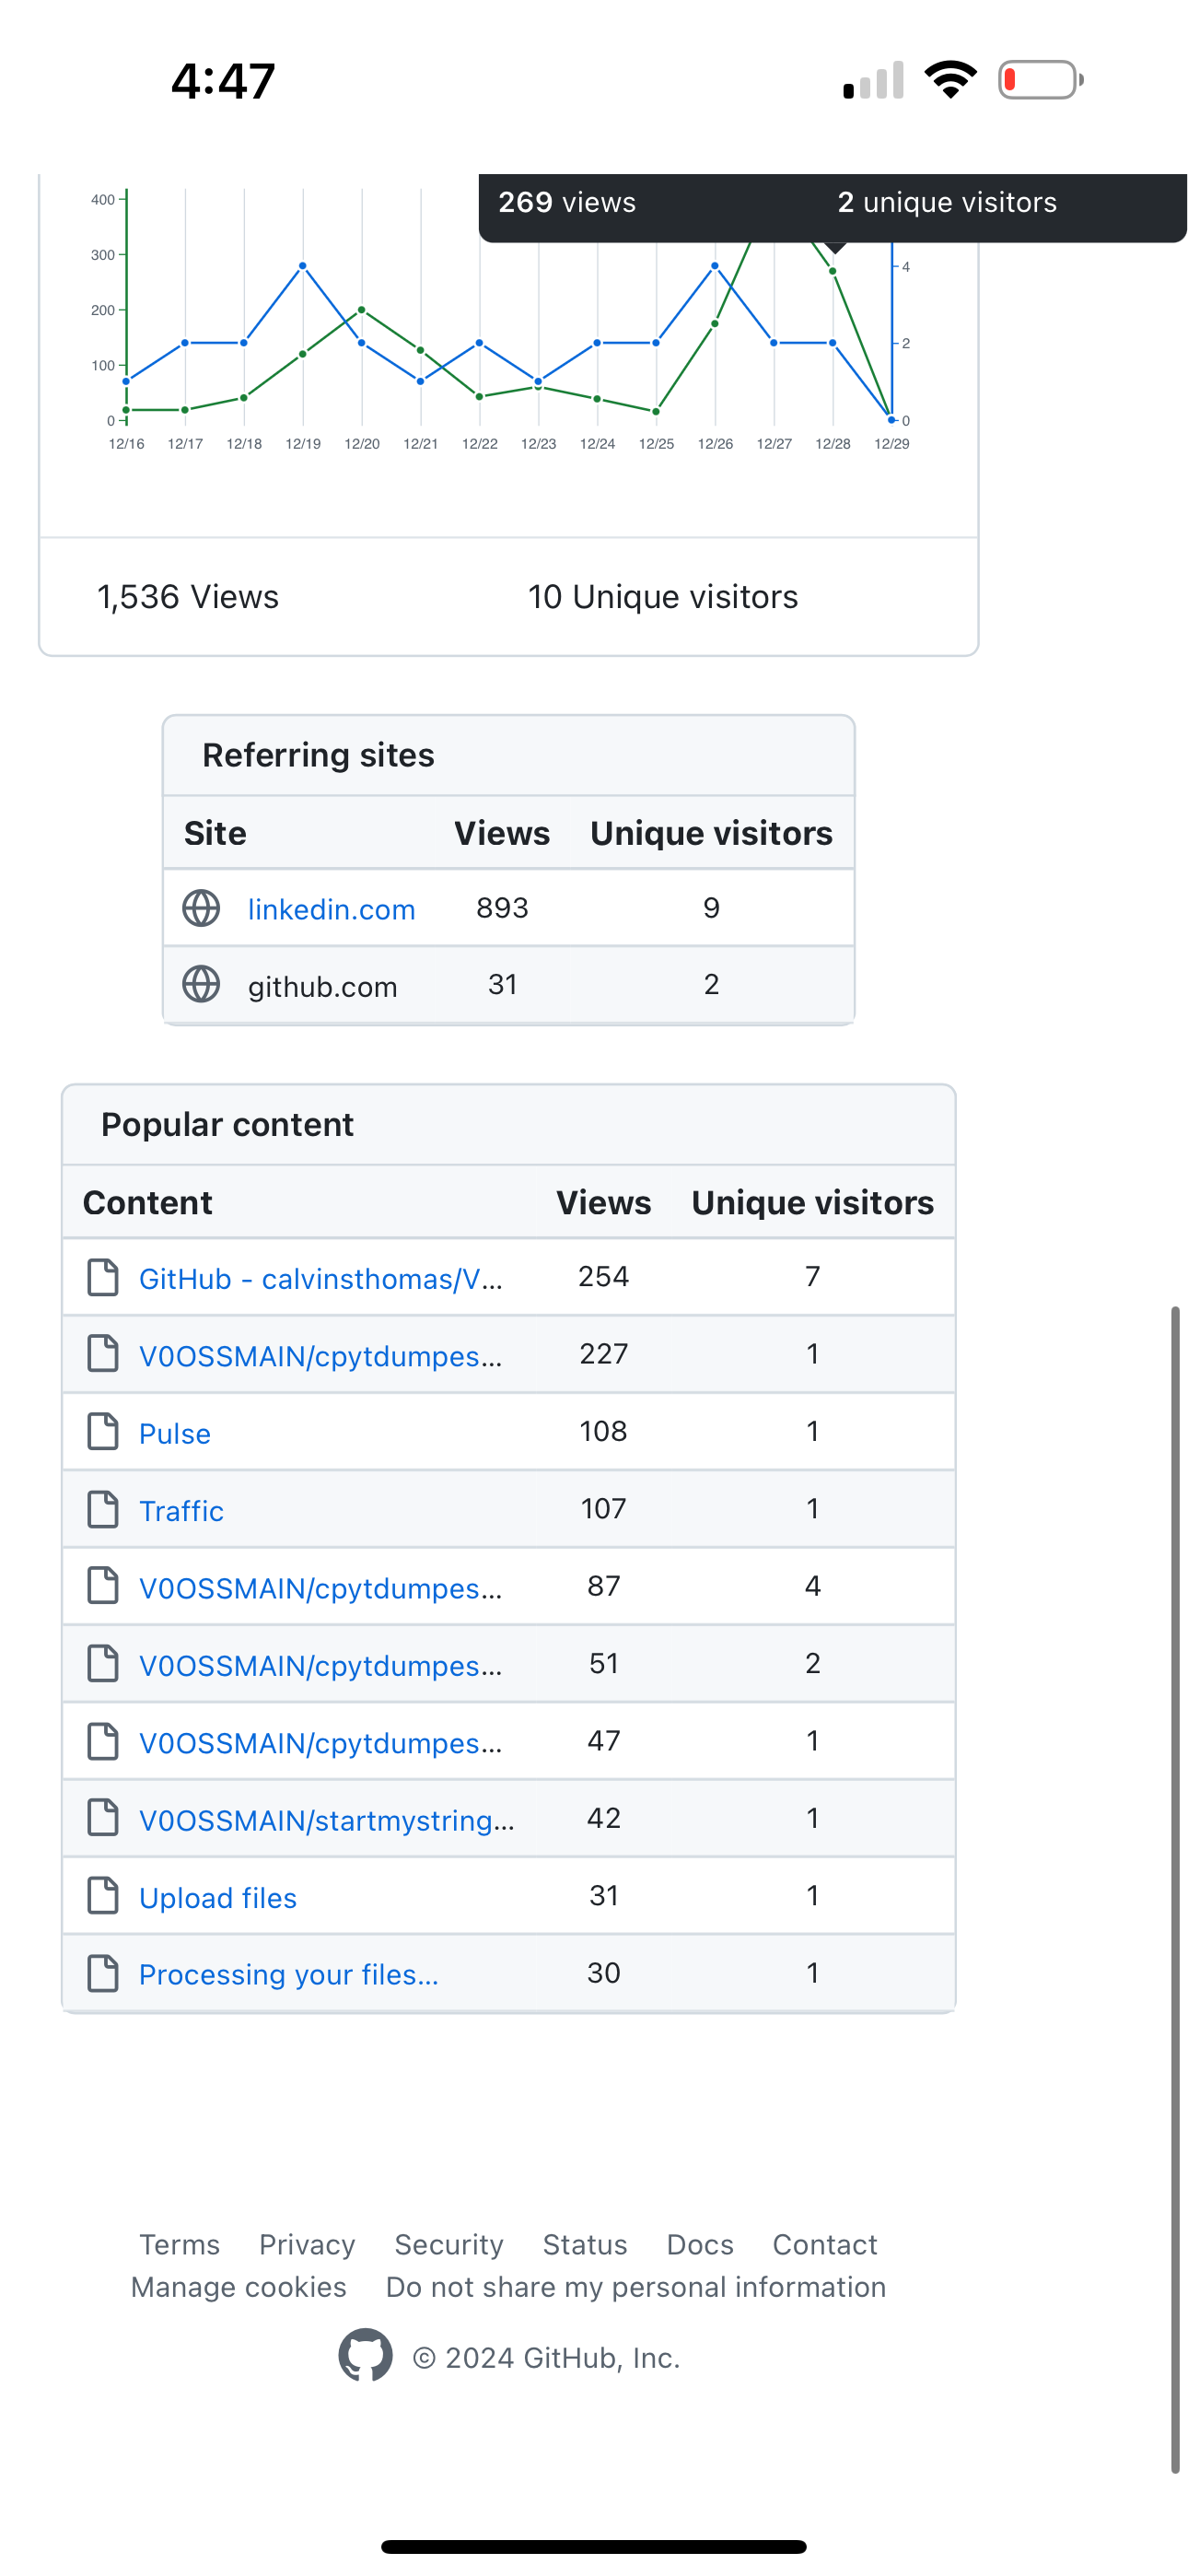 4:47
269 views 2 unique visitors
400
300
200
100
0
4
2
0
12/16 12/17 12/18 12/19 12/20 12/21 12/22 12/23 12/24 12/25 12/26 12/27 12/28 12/29
1,536 Views 10 Unique visitors
Referring sites
Site Views Unique visitors
linkedin.com 893 9
github.com 31 2
Popular content
Content Views Unique visitors
GitHub - calvinsthomas/V... 254 7
V0OSSMAIN/cpytdumpes... 227 1
Pulse 108 1
Traffic 107 1
V0OSSMAIN/cpytdumpes... 87 4
V0OSSMAIN/cpytdumpes... 51 2
V0OSSMAIN/cpytdumpes... 47 1
V0OSSMAIN/startmystring... 42 1
Upload files 31 1
Processing your files... 30 1
Terms Privacy Security Status Docs Contact
Manage cookies Do not share my personal information
© 2024 GitHub, Inc.